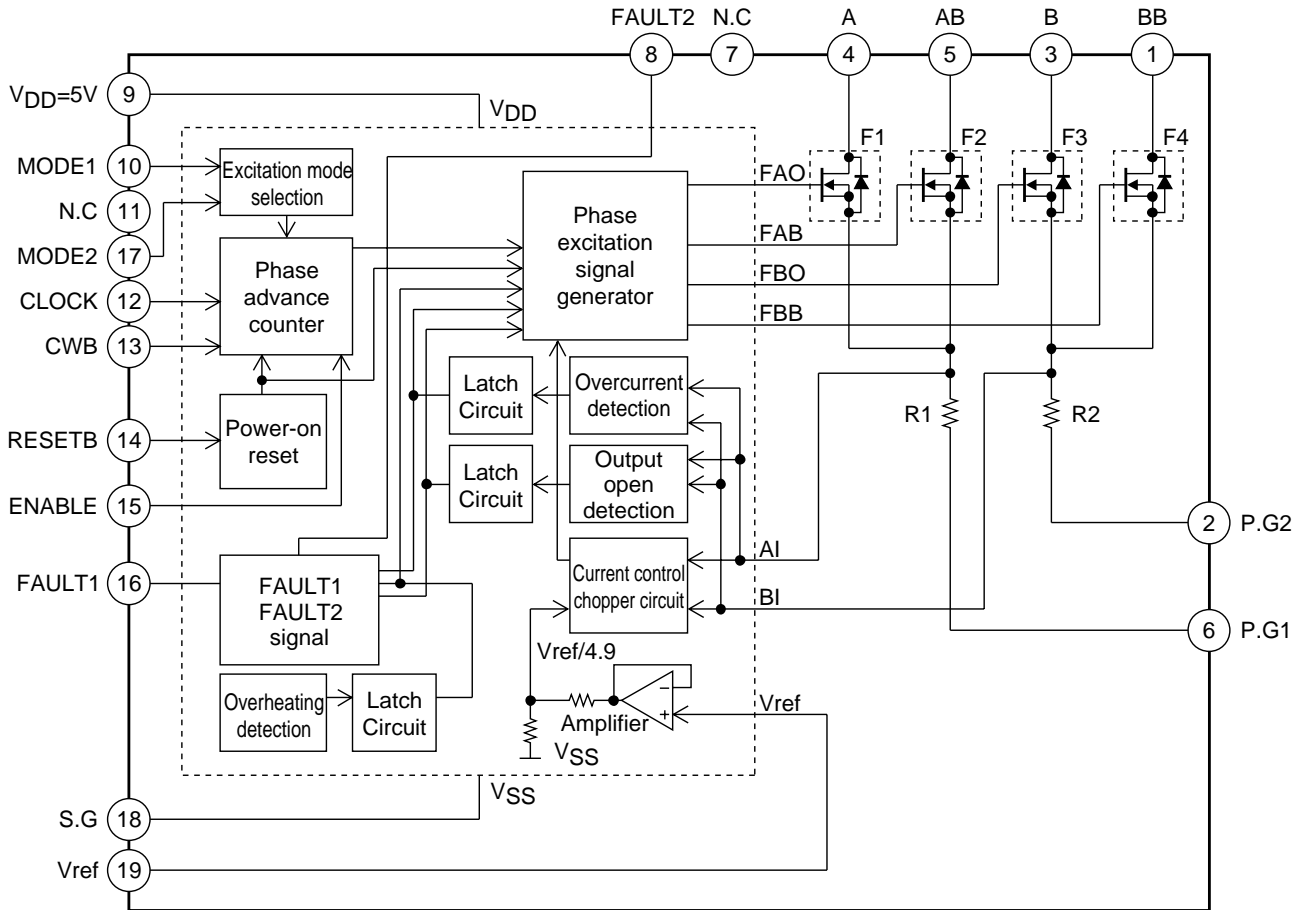 FAULT2 N.C A AB B BB
8 7 4 5 3 1
VDD=5V 9
VDD
MODE1 10
N.C 11
MODE2 17
CLOCK 12
CWB 13
RESETB 14
ENABLE 15
FAULT1 16
S.G 18
Vref 19
Excitation mode
selection
Phase
advance
counter
Power-on
reset
Phase
excitation
signal
generator
FAO
FAB
FBO
FBB
F1 F2 F3 F4
Latch
Circuit
Overcurrent
detection
Latch
Circuit
Output
open
detection
R1 R2
2 P.G2
6 P.G1
FAULT1
FAULT2
signal
Current control
chopper circuit
AI
BI
Vref/4.9
Overheating
detection
Latch
Circuit
Amplifier
−
+
Vref
VSS
VSS